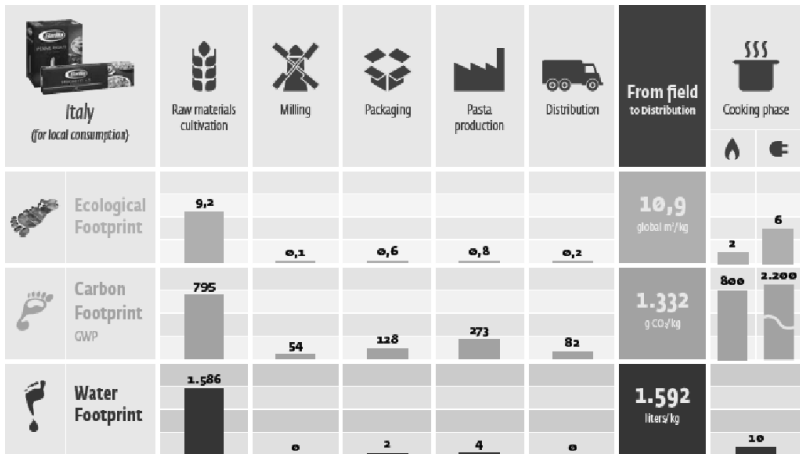 Barilla
Italy
(for local consumption)
Raw materials
cultivation
Milling
Packaging
Pasta
production
Distribution
From field
to Distribution
Cooking phase
Ecological
Footprint
9,2
0,1
0,6
0,8
0,2
10,9
global m²/kg
2
6
Carbon
Footprint
GWP
795
54
128
273
82
1.332
g CO₂/kg
800
2.200
Water
Footprint
1.586
0
2
4
0
1.592
liters/kg
10